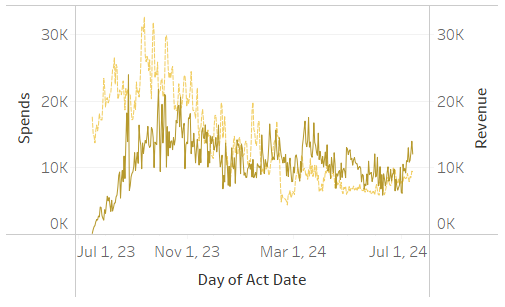 30K
30K
20K
20K
Spends
Revenue
10K
10K
0K
0K
Jul 1, 23
Nov 1, 23
Mar 1, 24
Jul 1, 24
Day of Act Date